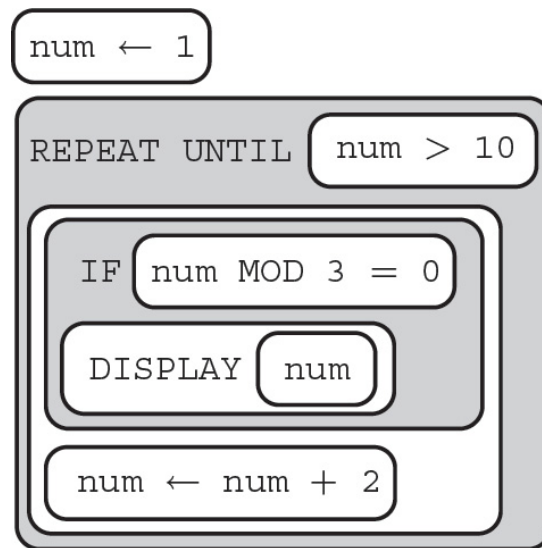 num ← 1
REPEAT UNTIL num > 10
IF num MOD 3 = 0
DISPLAY num
num ← num + 2